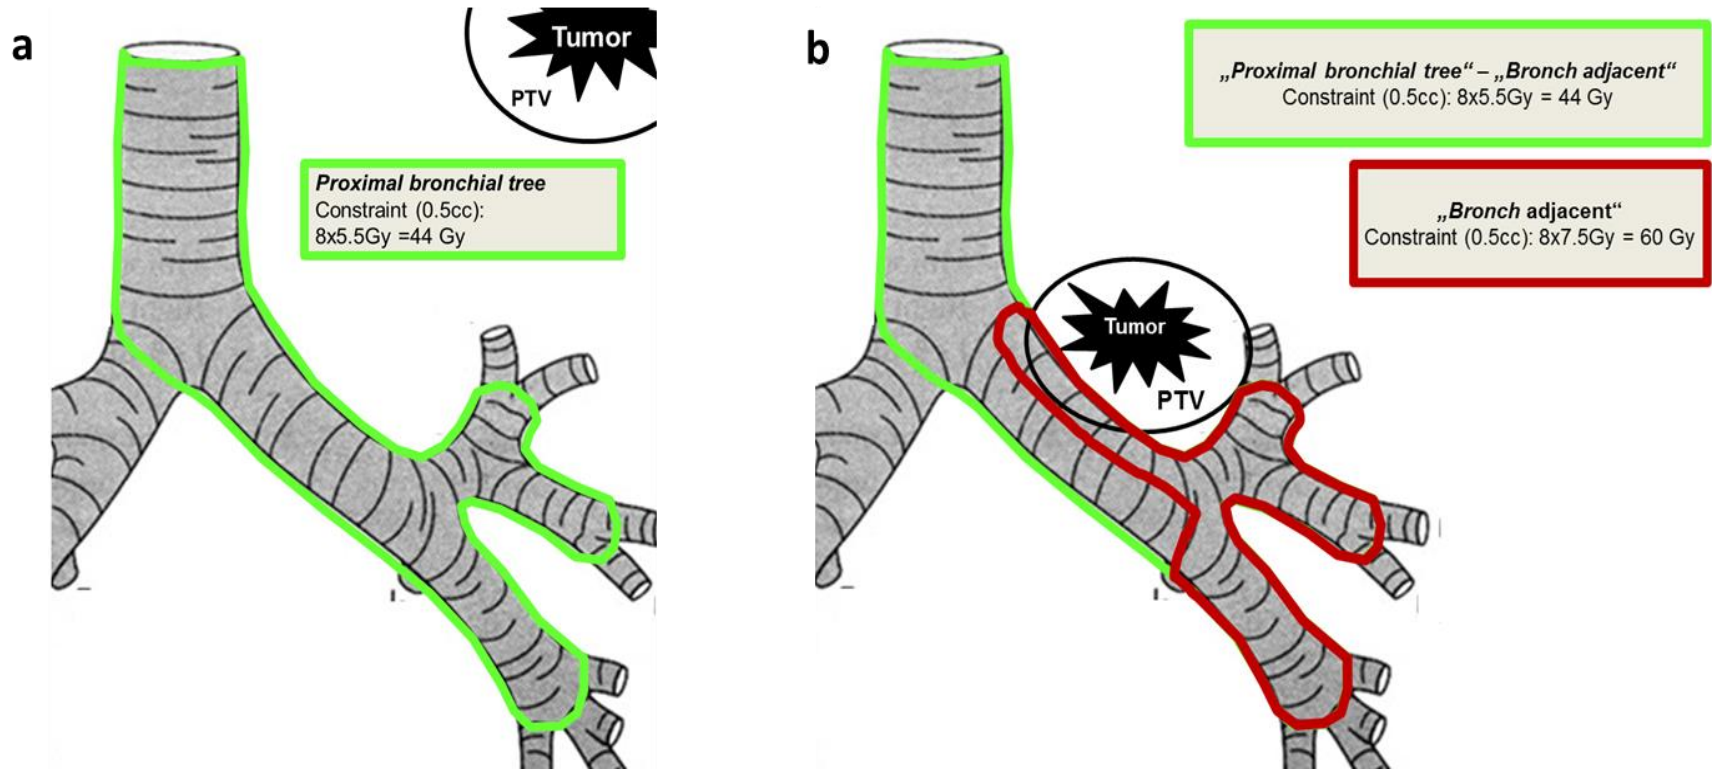 a
Tumor
PTV
Proximal bronchial tree
Constraint (0.5cc):
8x5.5Gy =44 Gy
b
„Proximal bronchial tree“ – „Bronch adjacent“
Constraint (0.5cc): 8x5.5Gy = 44 Gy
„Bronch adjacent“
Constraint (0.5cc): 8x7.5Gy = 60 Gy
Tumor
PTV